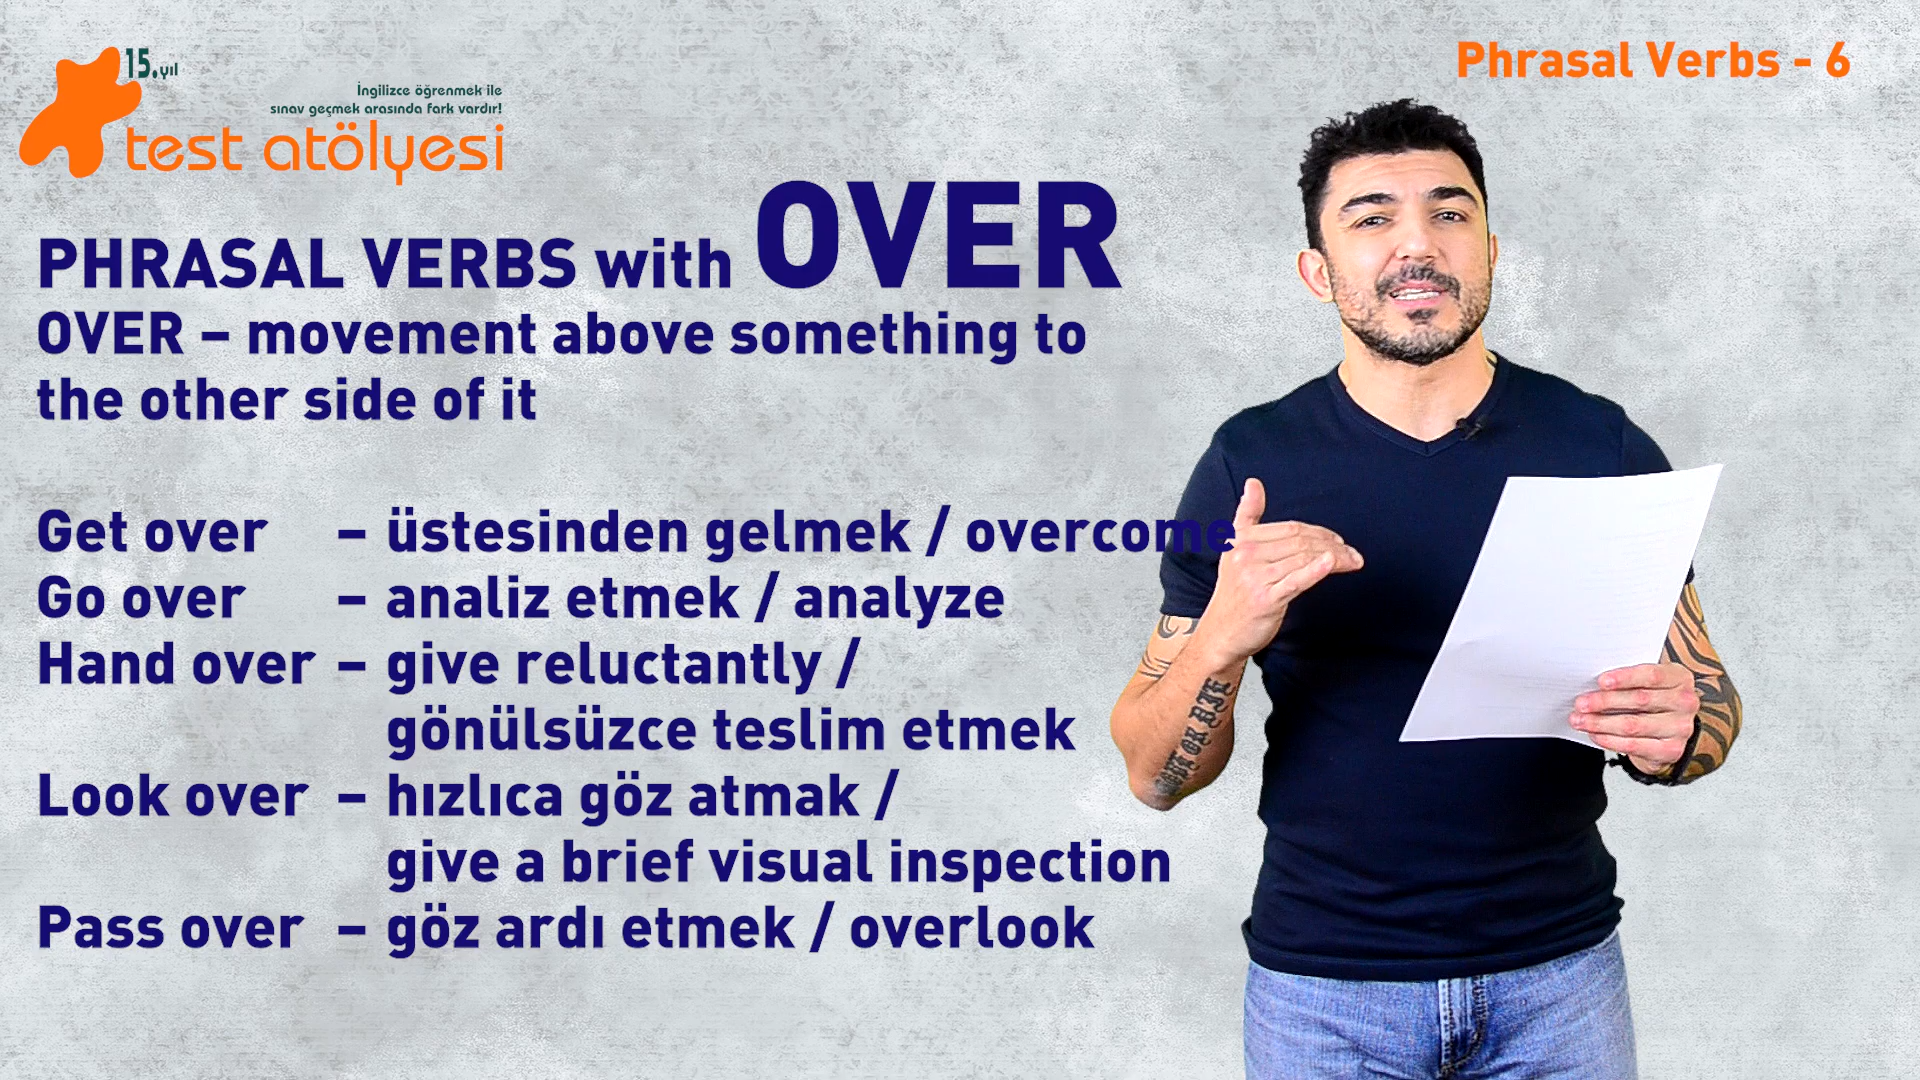 15.yıl
İngilizce öğrenmek ile
sınav geçmek arasında fark vardır!
test atölyesi
Phrasal Verbs - 6
PHRASAL VERBS with OVER
OVER – movement above something to
the other side of it
Get over – üstesinden gelmek / overcome
Go over – analiz etmek / analyze
Hand over – give reluctantly /
gönülsüzce teslim etmek
Look over – hızlıca göz atmak /
give a brief visual inspection
Pass over – göz ardı etmek / overlook